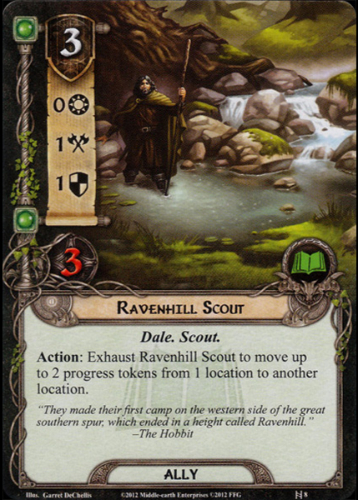 3
0
1
1
3
RAVENHILL SCOUT
Dale. Scout.
Action: Exhaust Ravenhill Scout to move up
to 2 progress tokens from 1 location to another
location.
“They made their first camp on the western side of the great
southern spur, which ended in a height called Ravenhill.”
–The Hobbit
ALLY
Illus. Garret DeChellis ©2012 Middle-earth Enterprises ©2012 FFG 8